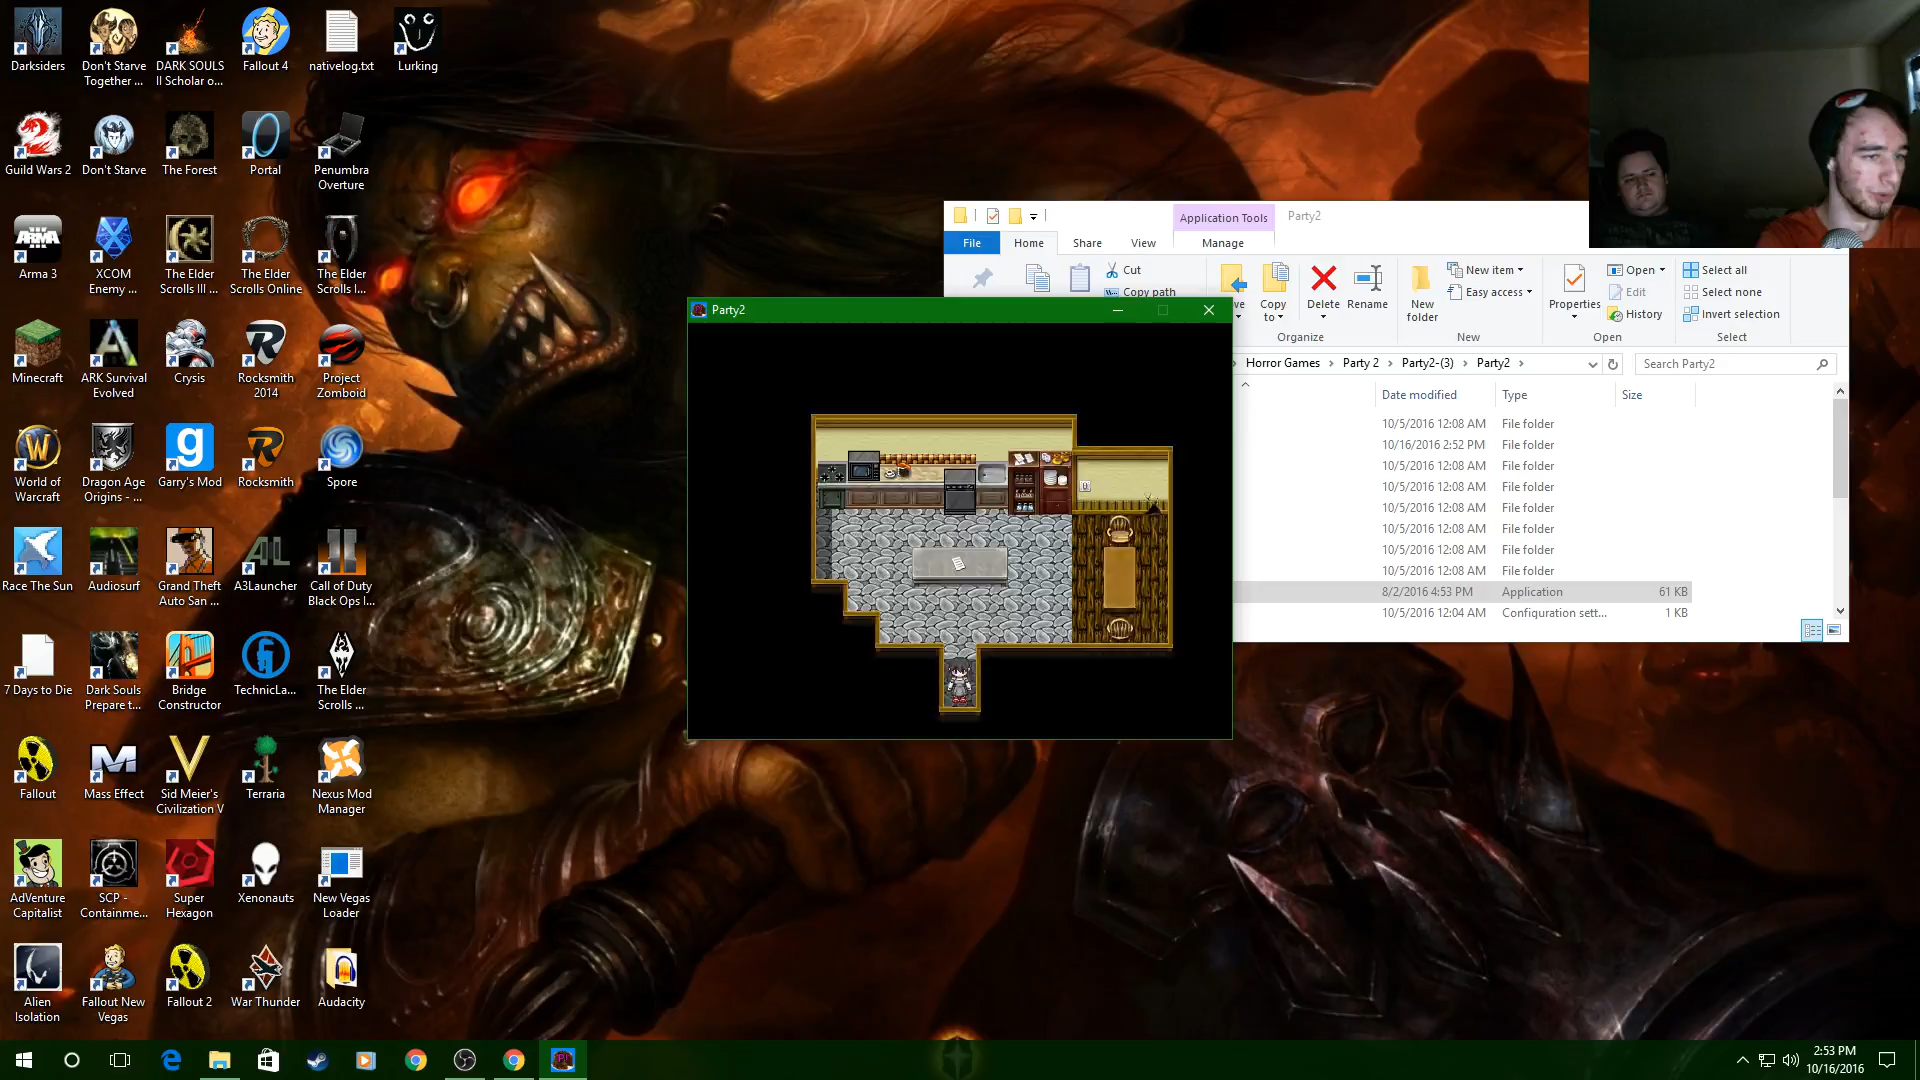 Darksiders
Don't Starve
Together ...
DARK SOULS
II Scholar o...
Fallout 4
nativelog.txt
Lurking
Guild Wars 2
Don't Starve
The Forest
Portal
Penumbra
Overture
Arma 3
XCOM
Enemy ...
The Elder
Scrolls III ...
The Elder
Scrolls Online
The Elder
Scrolls I...
Minecraft
ARK Survival
Evolved
Crysis
Rocksmith
2014
Project
Zomboid
World of
Warcraft
Dragon Age
Origins - ...
Garry's Mod
Rocksmith
Spore
Race The Sun
Audiosurf
Grand Theft
Auto San ...
A3Launcher
Call of Duty
Black Ops I...
7 Days to Die
Dark Souls
Prepare t...
Bridge
Constructor
TechnicLa...
The Elder
Scrolls ...
Fallout
Mass Effect
Sid Meier's
Civilization V
Terraria
Nexus Mod
Manager
AdVenture
Capitalist
SCP -
Containme...
Super
Hexagon
Xenonauts
New Vegas
Loader
Alien
Isolation
Fallout New
Vegas
Fallout 2
War Thunder
Audacity
Application Tools
Party2
File
Home
Share
View
Manage
Cut
Copy path
Copy
to
Delete
Rename
Organize
New
folder
New item
Easy access
New
Properties
Open
Edit
History
Open
Select all
Select none
Invert selection
Select
Horror Games > Party 2 > Party2-(3) > Party2 >
Search Party2
Date modified Type Size
10/5/2016 12:08 AM File folder
10/16/2016 2:52 PM File folder
10/5/2016 12:08 AM File folder
10/5/2016 12:08 AM File folder
10/5/2016 12:08 AM File folder
10/5/2016 12:08 AM File folder
10/5/2016 12:08 AM File folder
10/5/2016 12:08 AM File folder
8/2/2016 4:53 PM Application 61 KB
10/5/2016 12:04 AM Configuration sett... 1 KB
Party2
2:53 PM
10/16/2016